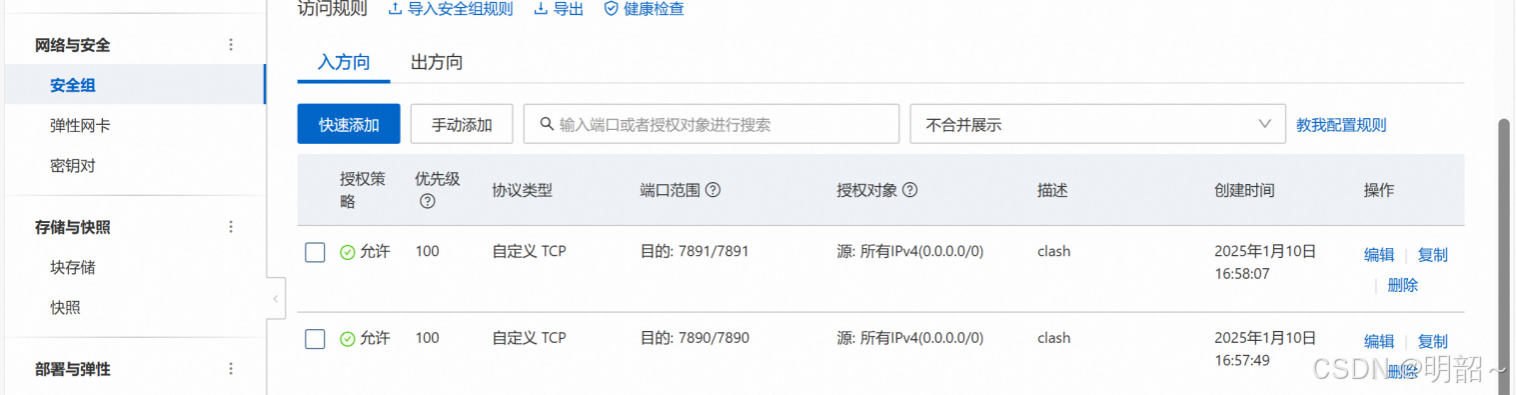 访问规则 导入安全组规则 导出 健康检查
网络与安全
安全组
弹性网卡
密钥对
存储与快照
块存储
快照
部署与弹性
入方向 出方向
快速添加 手动添加 输入端口或者授权对象进行搜索 不合并展示 教我配置规则
授权策略 优先级 协议类型 端口范围 授权对象 描述 创建时间 操作
允许 100 自定义 TCP 目的: 7891/7891 源: 所有IPv4(0.0.0.0/0) clash 2025年1月10日 16:58:07 编辑 复制 删除
允许 100 自定义 TCP 目的: 7890/7890 源: 所有IPv4(0.0.0.0/0) clash 2025年1月10日 16:57:49 编辑 复制 删除
CSDN @明韶~